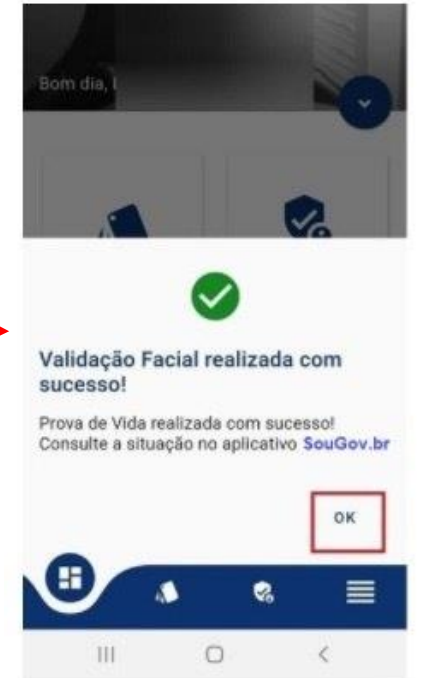 Bom dia,
Validação Facial realizada com
sucesso!
Prova de Vida realizada com sucesso!
Consulte a situação no aplicativo SouGov.br
OK